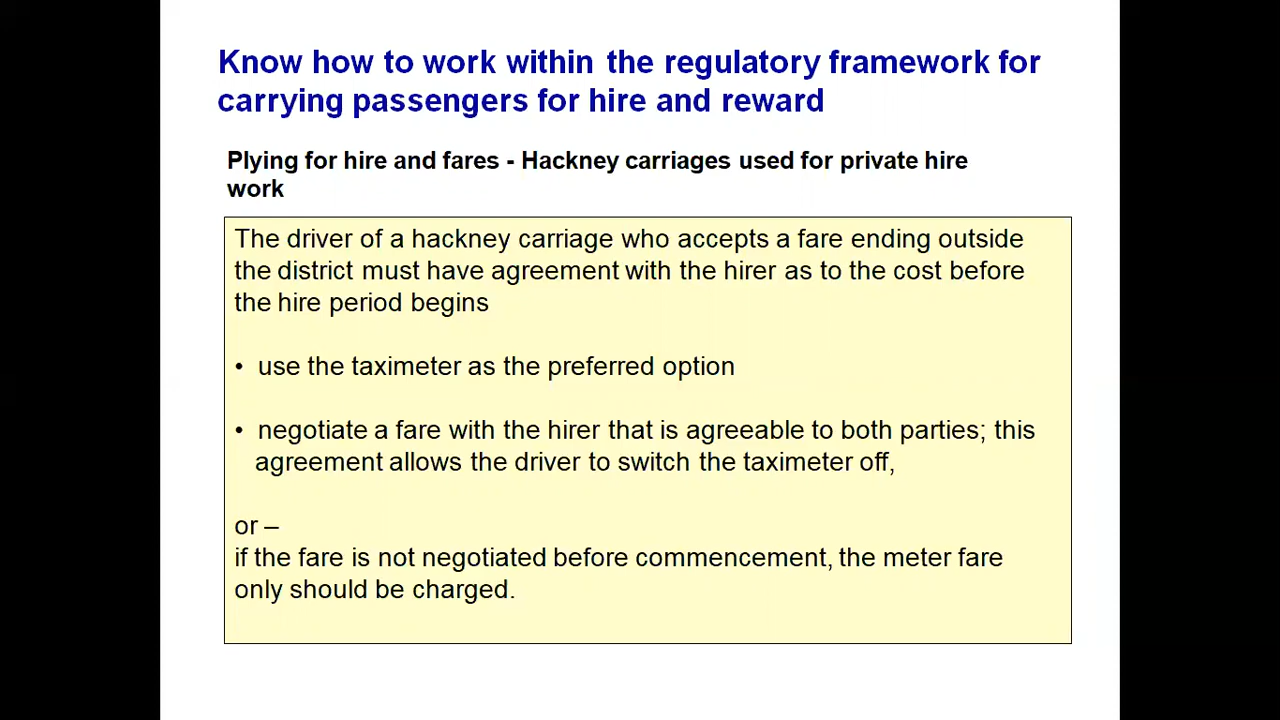 Know how to work within the regulatory framework for
carrying passengers for hire and reward
Plying for hire and fares - Hackney carriages used for private hire
work
The driver of a hackney carriage who accepts a fare ending outside
the district must have agreement with the hirer as to the cost before
the hire period begins
• use the taximeter as the preferred option
• negotiate a fare with the hirer that is agreeable to both parties; this
agreement allows the driver to switch the taximeter off,
or –
if the fare is not negotiated before commencement, the meter fare
only should be charged.